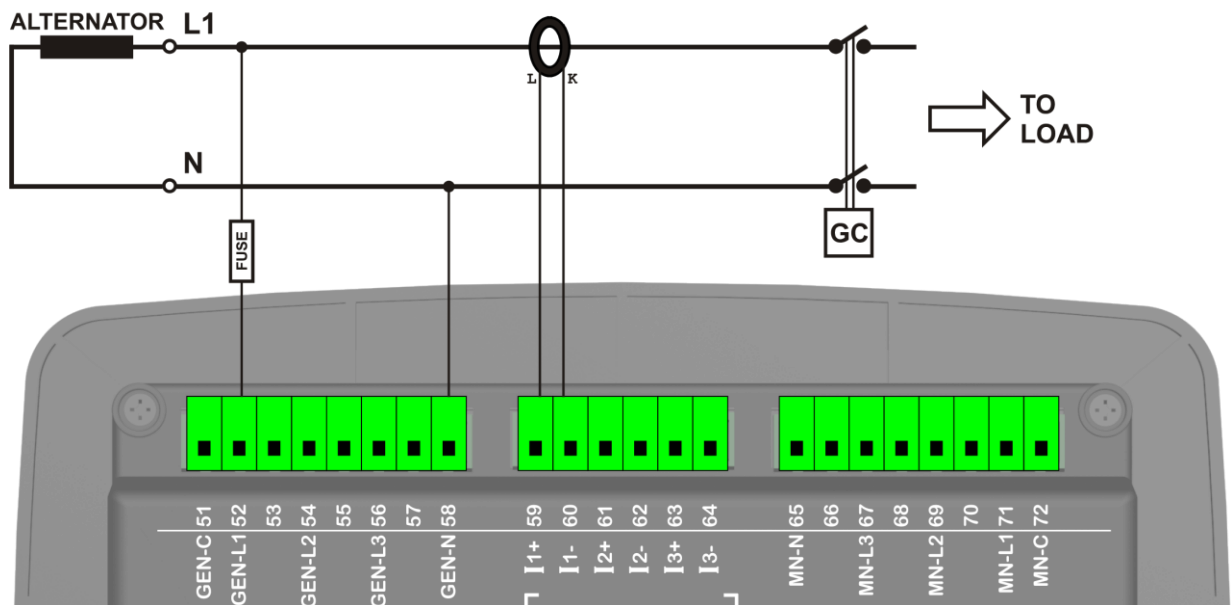 ALTERNATOR L1
L K
TO
LOAD
N
FUSE
GC
GEN-C 51
GEN-L1 52
53
GEN-L2 54
55
GEN-L3 56
57
GEN-N 58
I1+ 59
I1- 60
I2+ 61
I2- 62
I3+ 63
I3- 64
MN-N 65
66
MN-L3 67
68
MN-L2 69
70
MN-L1 71
MN-C 72